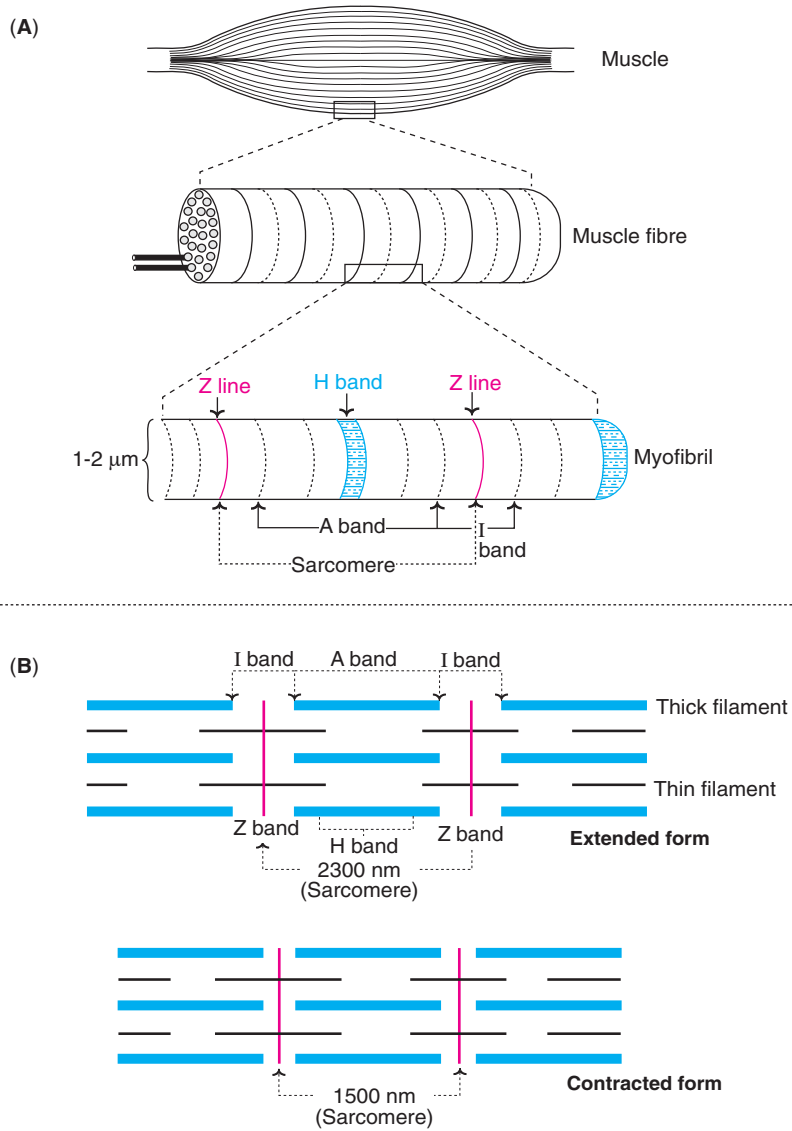 (A)
Muscle
Muscle fibre
Z line
H band
Z line
1-2 μm
Myofibril
A band
I
band
Sarcomere
(B)
I band
A band
I band
Thick filament
Thin filament
Z band
H band
Z band
Extended form
2300 nm
(Sarcomere)
1500 nm
(Sarcomere)
Contracted form